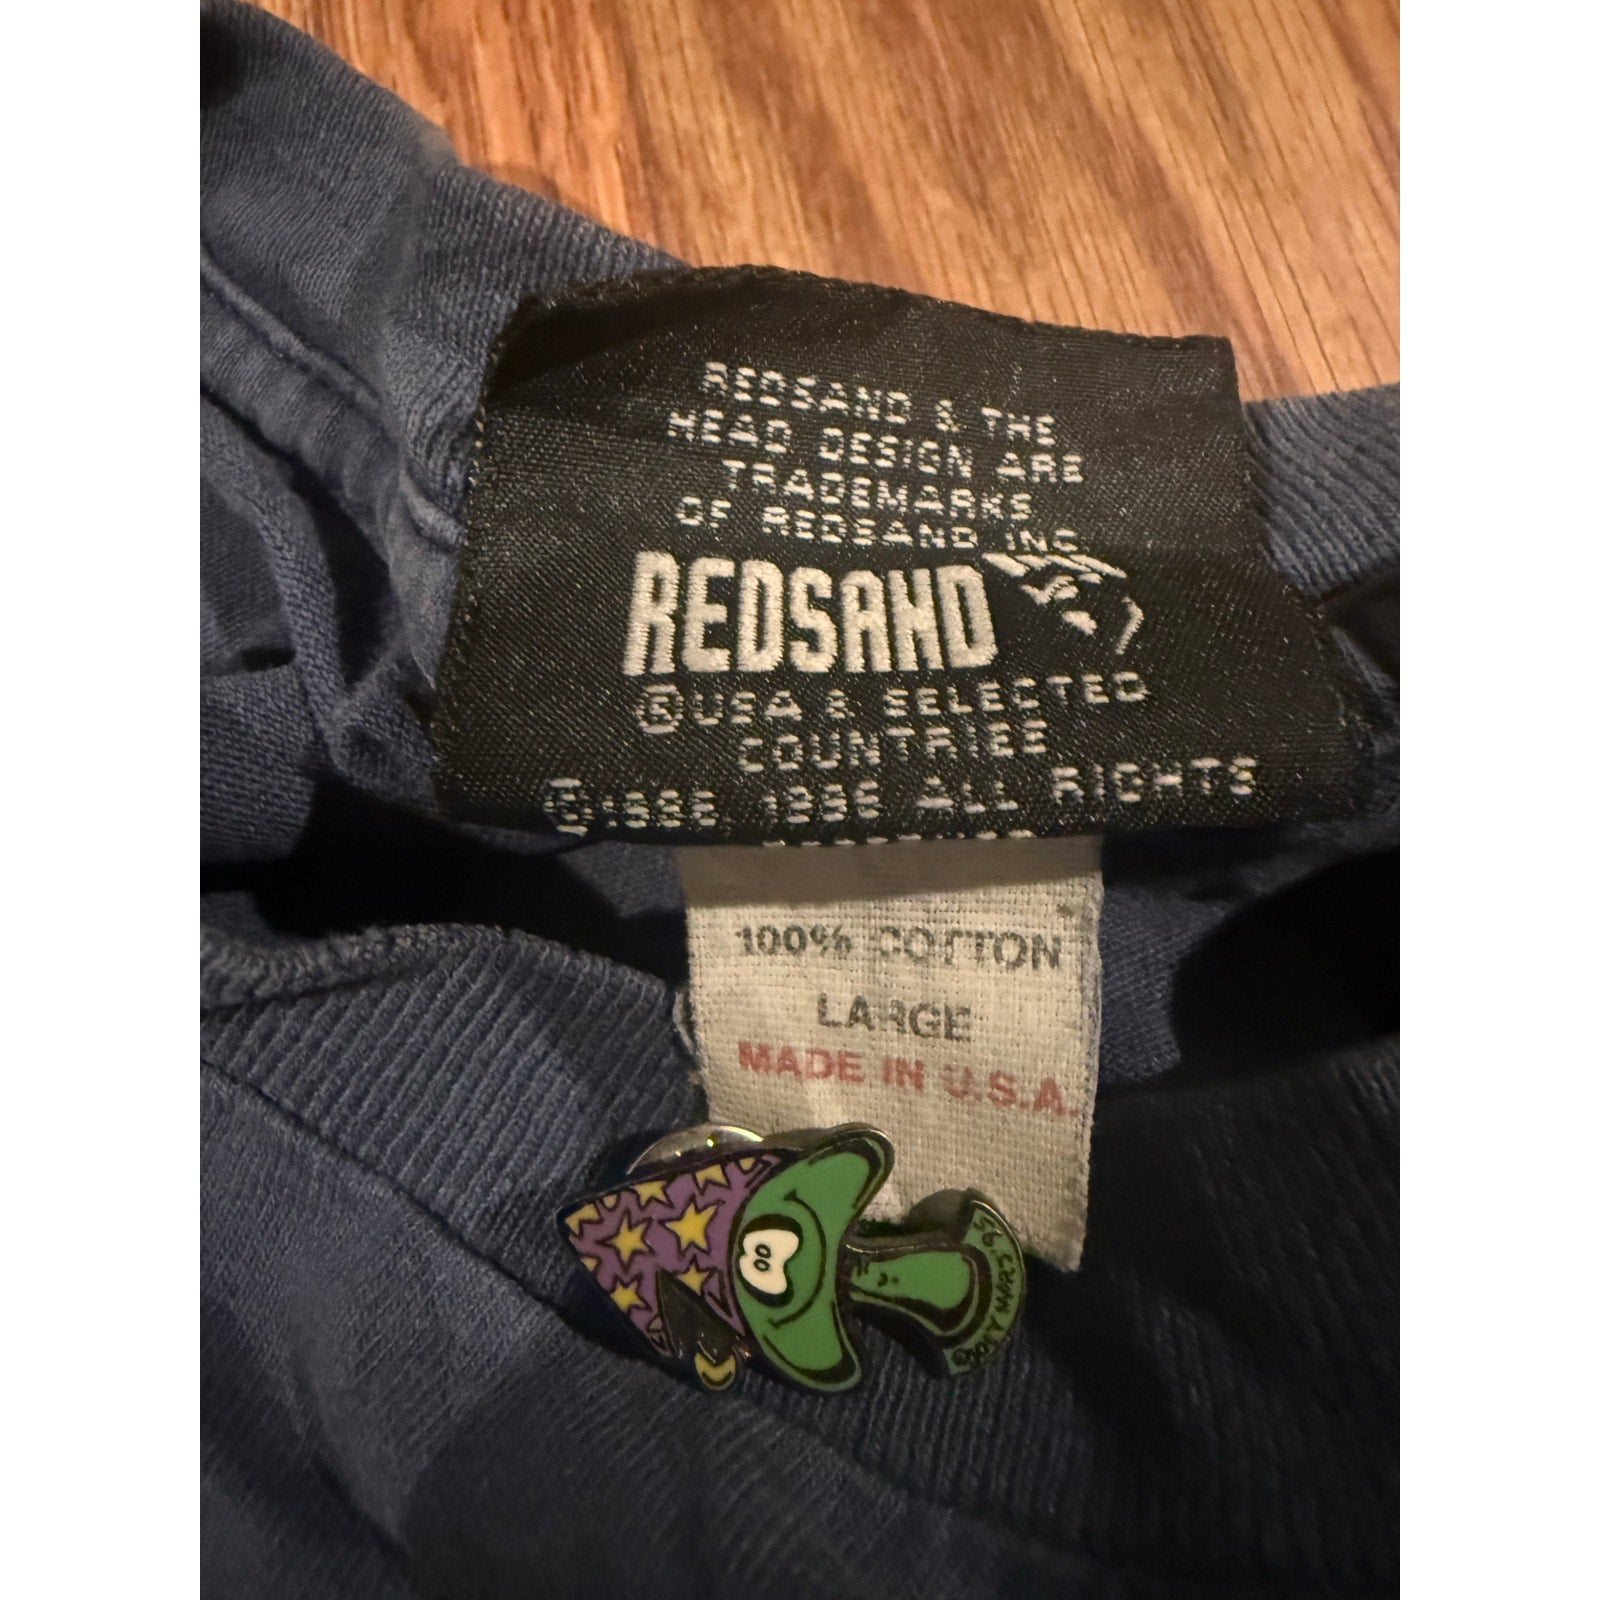 REDSAND & THE
HEAD DESIGN ARE
TRADEMARKS
OF REDSAND INC.
REDSAND
®USA & SELECTED
COUNTRIES
ALL RIGHTS
100% COTTON
LARGE
MADE IN U.S.A.